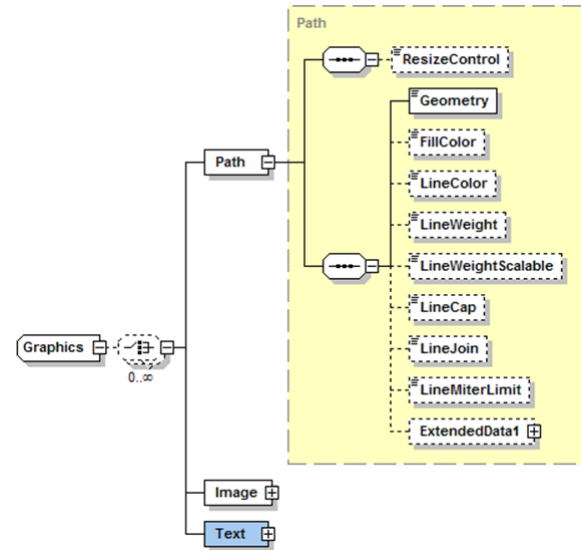 Path
ResizeControl
Geometry
FillColor
Path
LineColor
LineWeight
LineWeightScalable
LineCap
Graphics
0..∞
LineJoin
LineMiterLimit
ExtendedData1
Image
Text